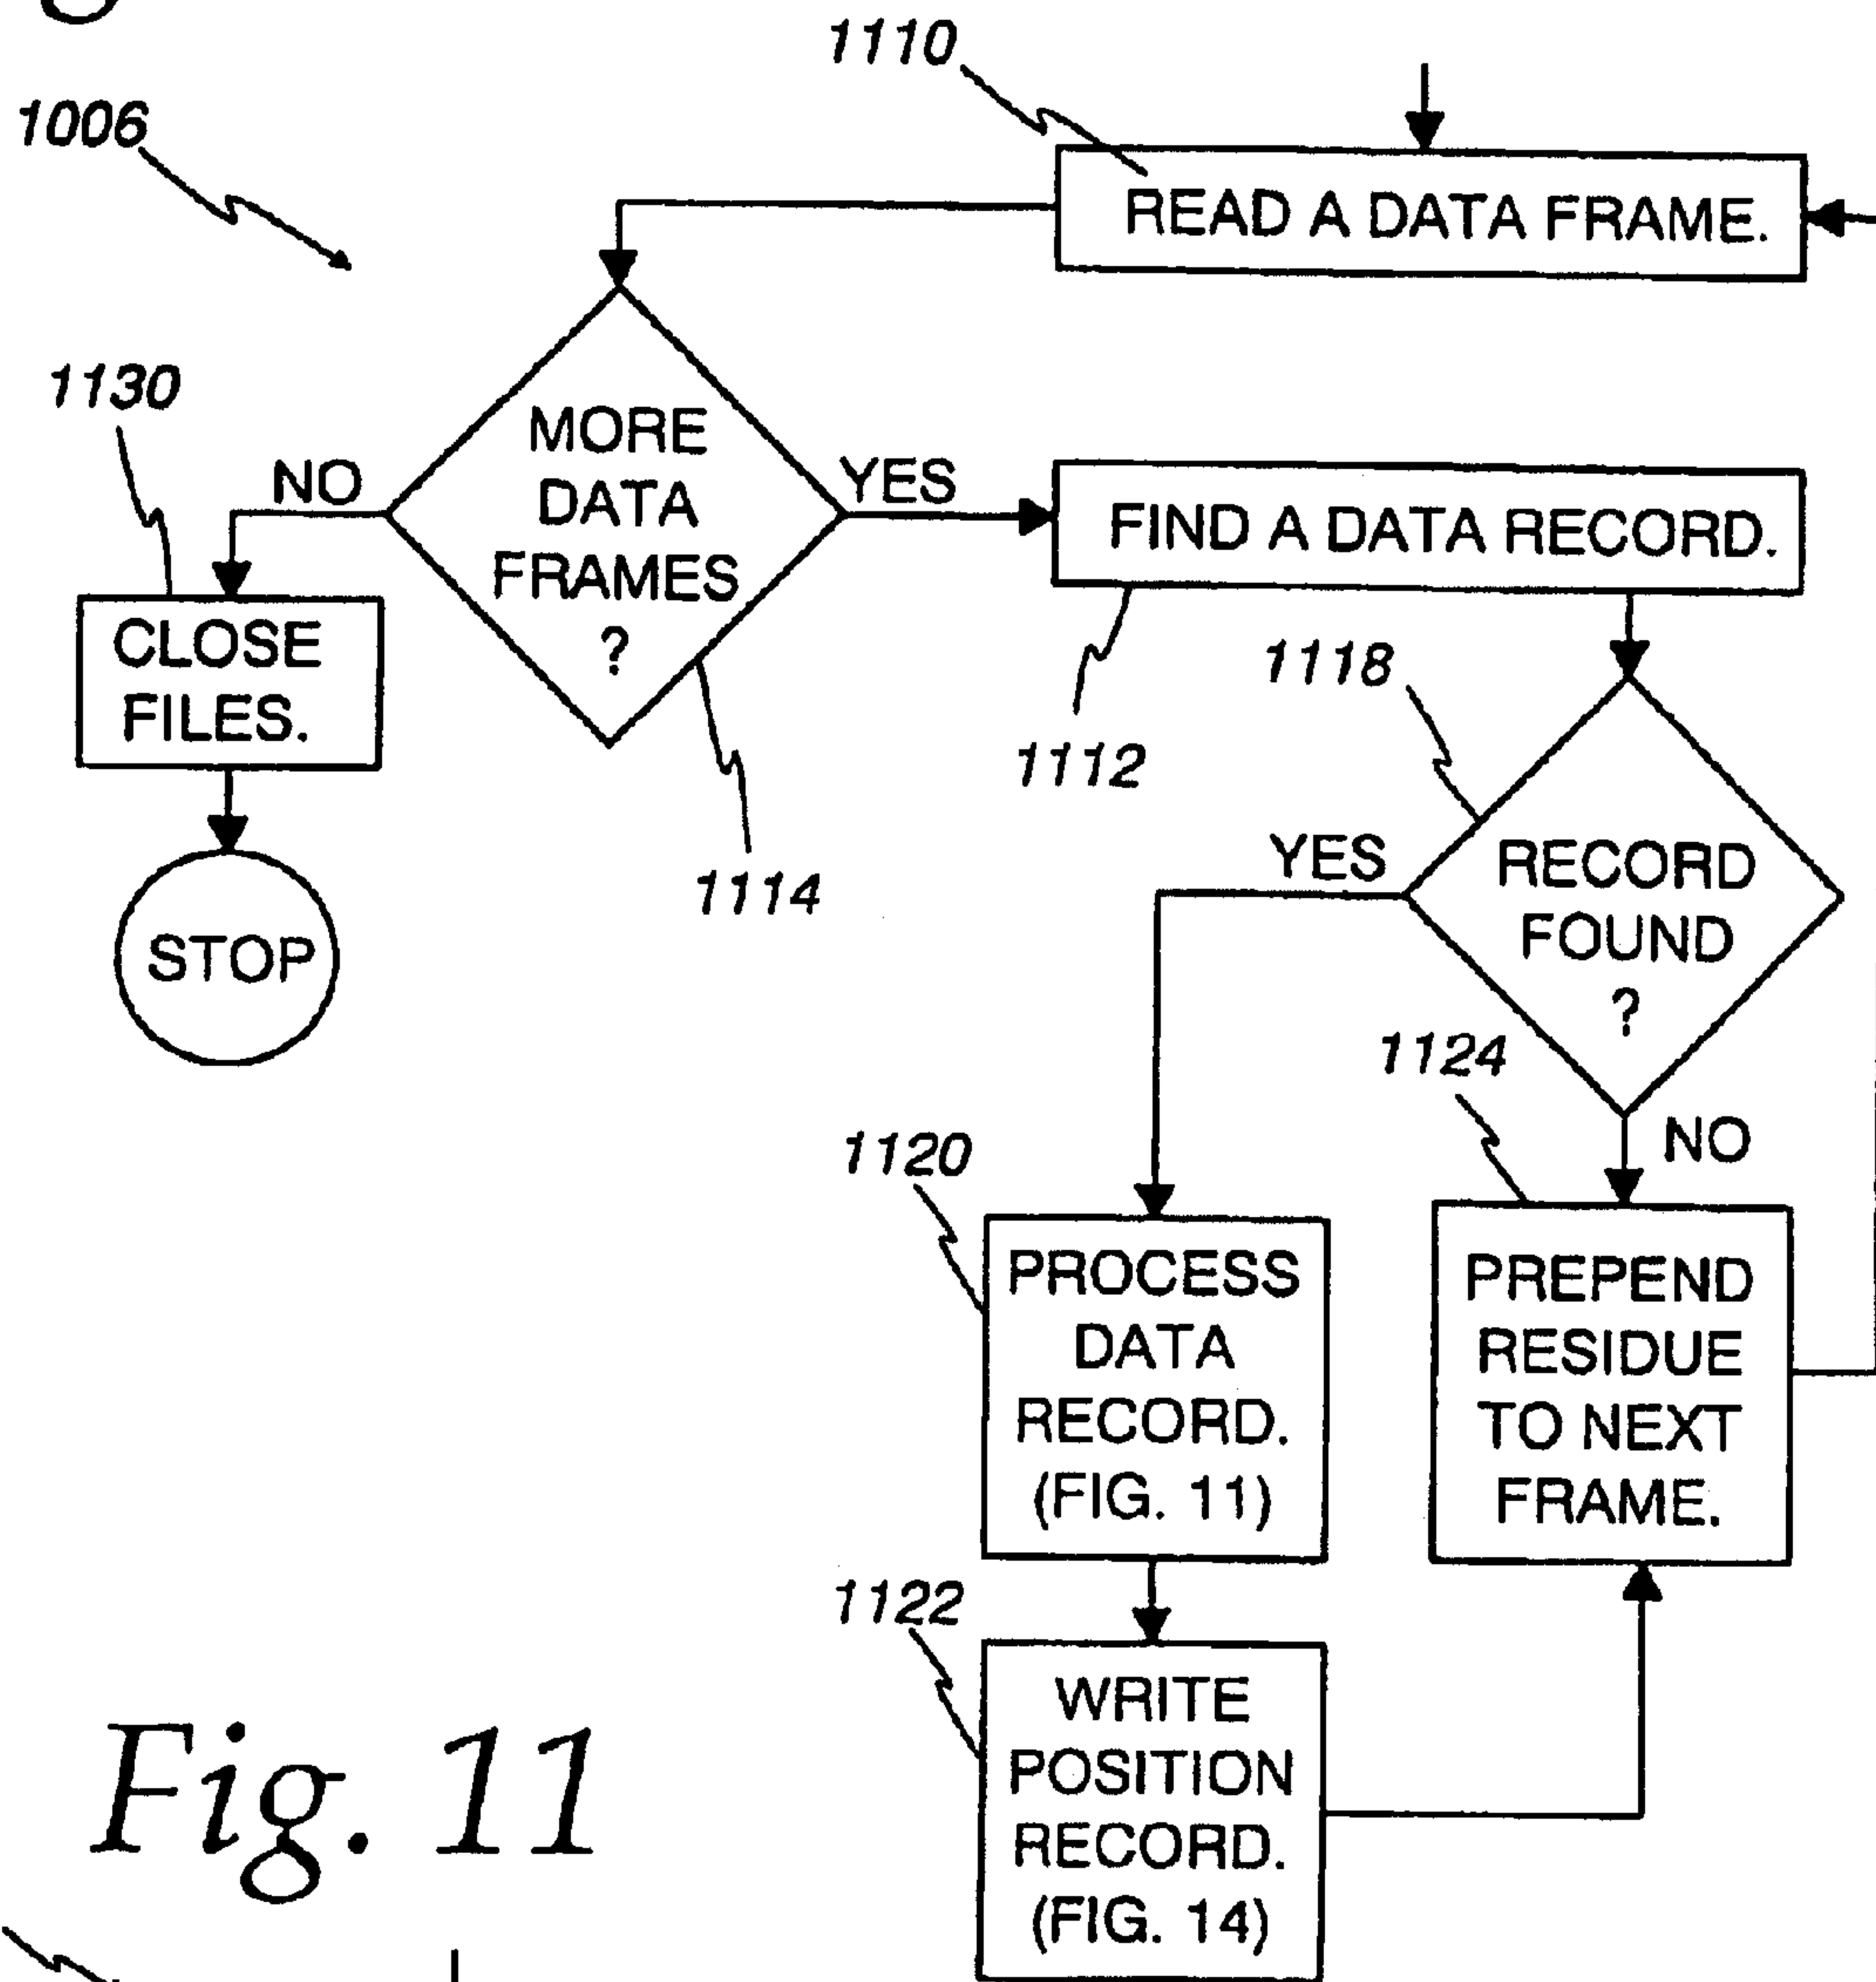 1110
1006
READ A DATA FRAME.
1130
MORE
DATA
FRAMES
?
NO
YES
FIND A DATA RECORD.
CLOSE
FILES.
1118
1112
1114
STOP
YES
RECORD
FOUND
?
1124
NO
1120
PROCESS
DATA
RECORD.
(FIG. 11)
PREPEND
RESIDUE
TO NEXT
FRAME.
1122
WRITE
POSITION
RECORD.
(FIG. 14)
Fig. 11